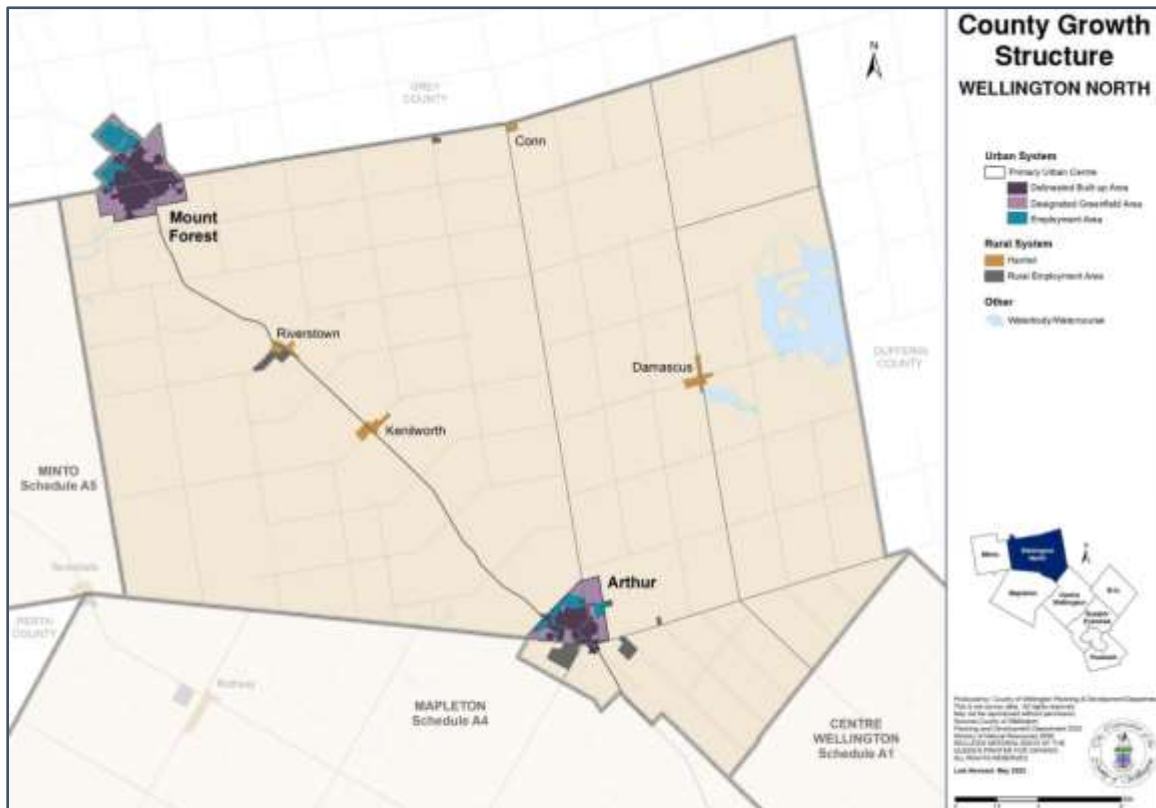 County Growth
Structure
WELLINGTON NORTH
N
GREY
COUNTY
Conn
Mount
Forest
Riverstown
Damascus
DUFFERIN
COUNTY
Kenilworth
MINTO
Schedule A5
Arthur
PERTH
COUNTY
MAPLETON
Schedule A4
CENTRE
WELLINGTON
Schedule A1
Urban System
Primary Urban Centre
Delineated Built-up Area
Designated Greenfield Area
Employment Area
Rural System
Hamlet
Rural Employment Area
Other
Waterbody/Watercourse
Minto
Wellington
North
Mapleton
Centre
Wellington
Erin
Puslinch
ALL RIGHTS RESERVED
Last Revised: May 2022